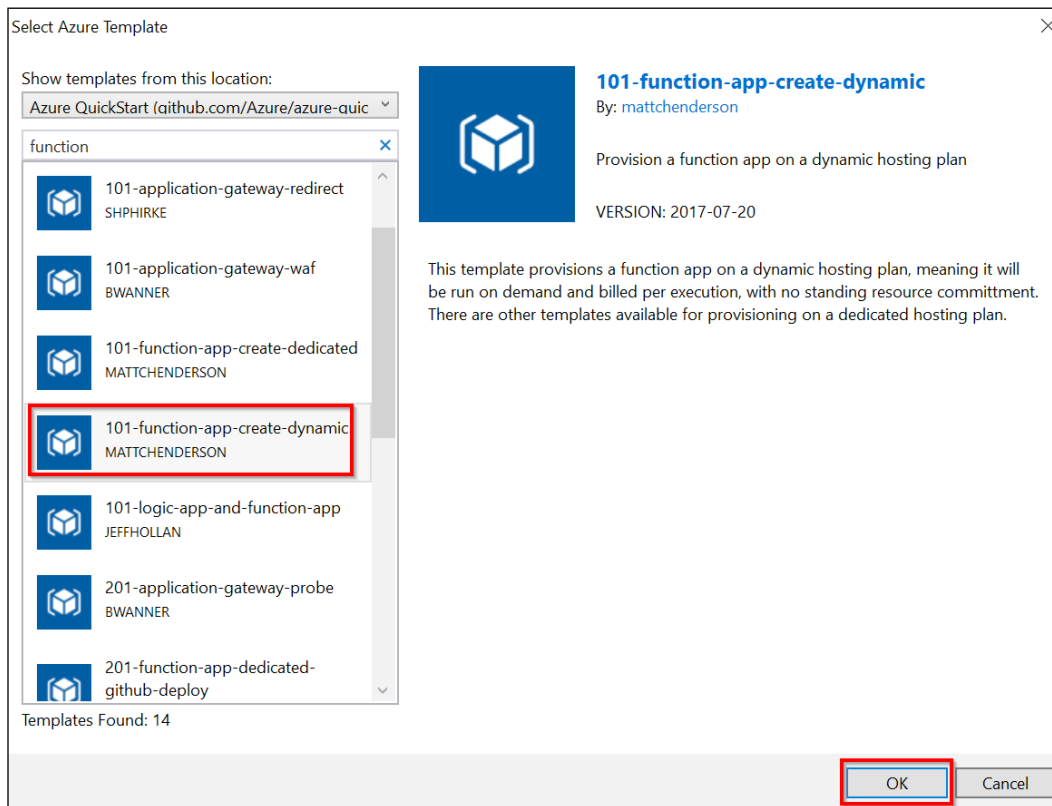 Select Azure Template
Show templates from this location:
Azure QuickStart (github.com/Azure/azure-quic
function
101-application-gateway-redirect
SHPHIRKE
101-application-gateway-waf
BWANNER
101-function-app-create-dedicated
MATTCHENDERSON
101-function-app-create-dynamic
MATTCHENDERSON
101-logic-app-and-function-app
JEFFHOLLAN
201-application-gateway-probe
BWANNER
201-function-app-dedicated-
github-deploy
Templates Found: 14
101-function-app-create-dynamic
By: mattchenderson
Provision a function app on a dynamic hosting plan
VERSION: 2017-07-20
This template provisions a function app on a dynamic hosting plan, meaning it will
be run on demand and billed per execution, with no standing resource committment.
There are other templates available for provisioning on a dedicated hosting plan.
OK
Cancel